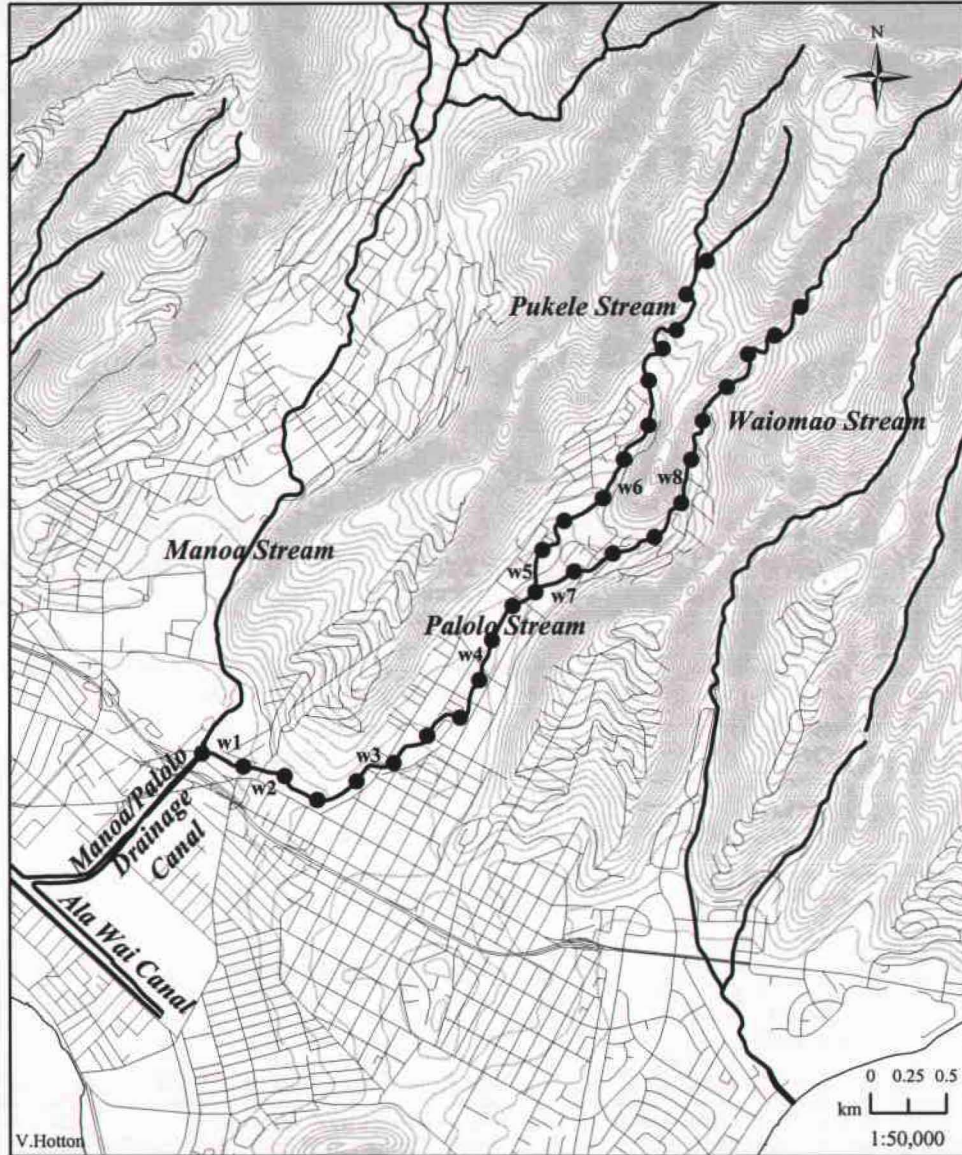 N
Pukele Stream
Waiomao Stream
w8
w6
Manoa Stream
w5
w7
Palolo Stream
w4
w1
w3
w2
Manoa/Palolo
Drainage
Canal
Ala Wai Canal
0 0.25 0.5
km
1:50,000
V.Hotton